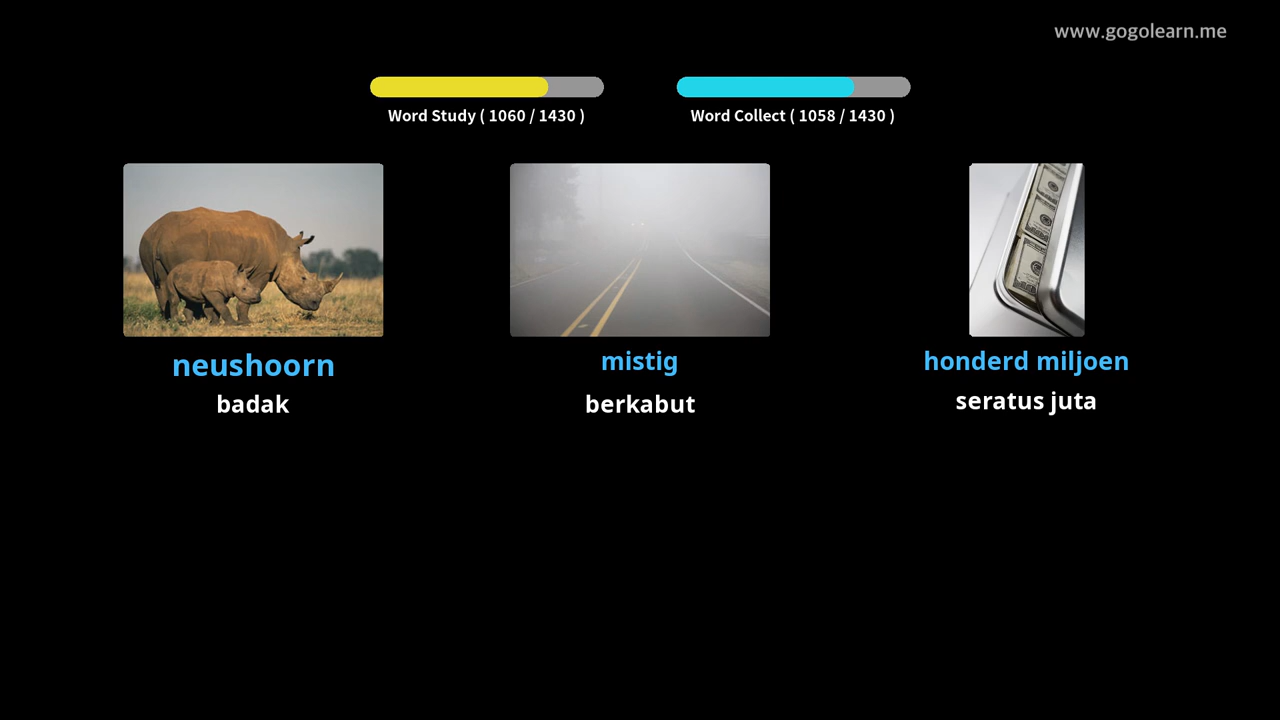 www.gogolearn.me
Word Study ( 1060 / 1430 )
Word Collect ( 1058 / 1430 )
neushoorn
badak
mistig
berkabut
honderd miljoen
seratus juta